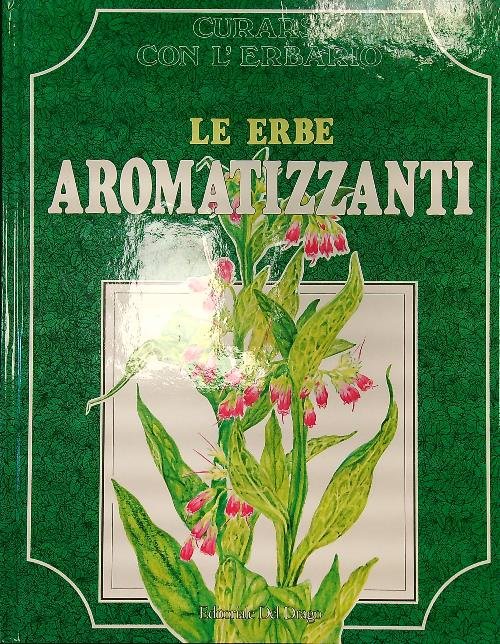 CURARSI
CON L'ERBARIO
LE ERBE
AROMATIZZANTI
Editoriale Del Drago